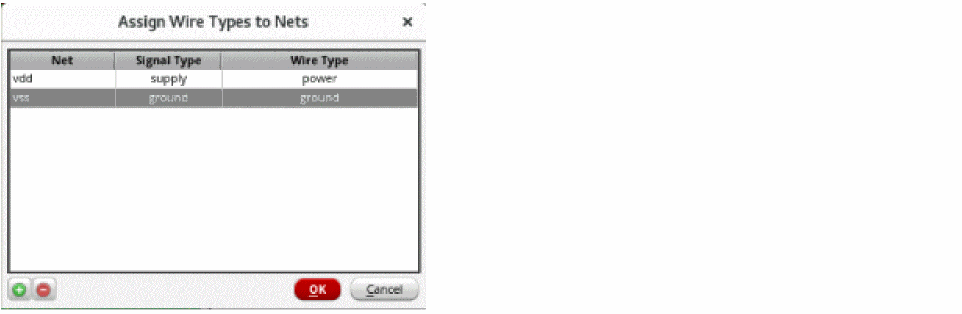 Assign Wire Types to Nets
Net Signal Type Wire Type
vdd supply power
vss ground ground
OK Cancel